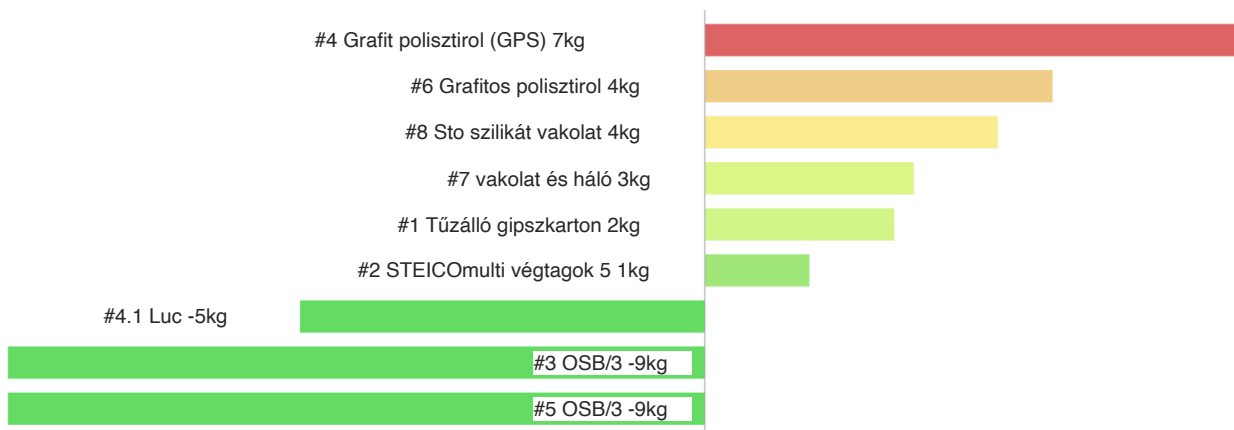 #4 Grafit polisztirol (GPS) 7kg
#6 Grafitos polisztirol 4kg
#8 Sto szilikát vakolat 4kg
#7 vakolat és háló 3kg
#1 Tűzálló gipszkarton 2kg
#2 STEICOmulti végtagok 5 1kg
#4.1 Luc -5kg
#3 OSB/3 -9kg
#5 OSB/3 -9kg